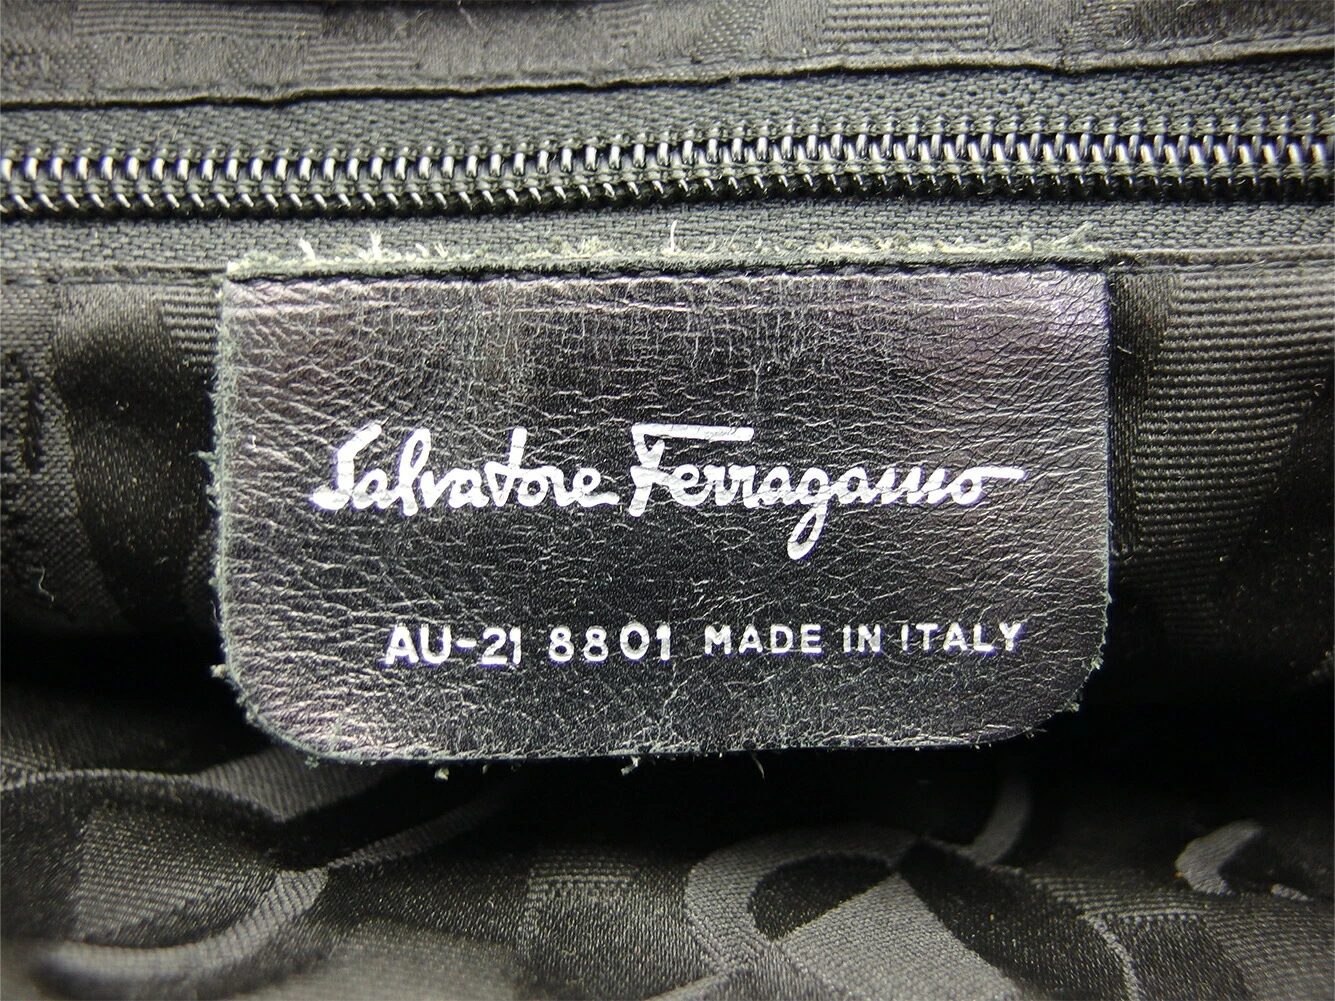 Salvatore Ferragamo
AU-21 8801 MADE IN ITALY